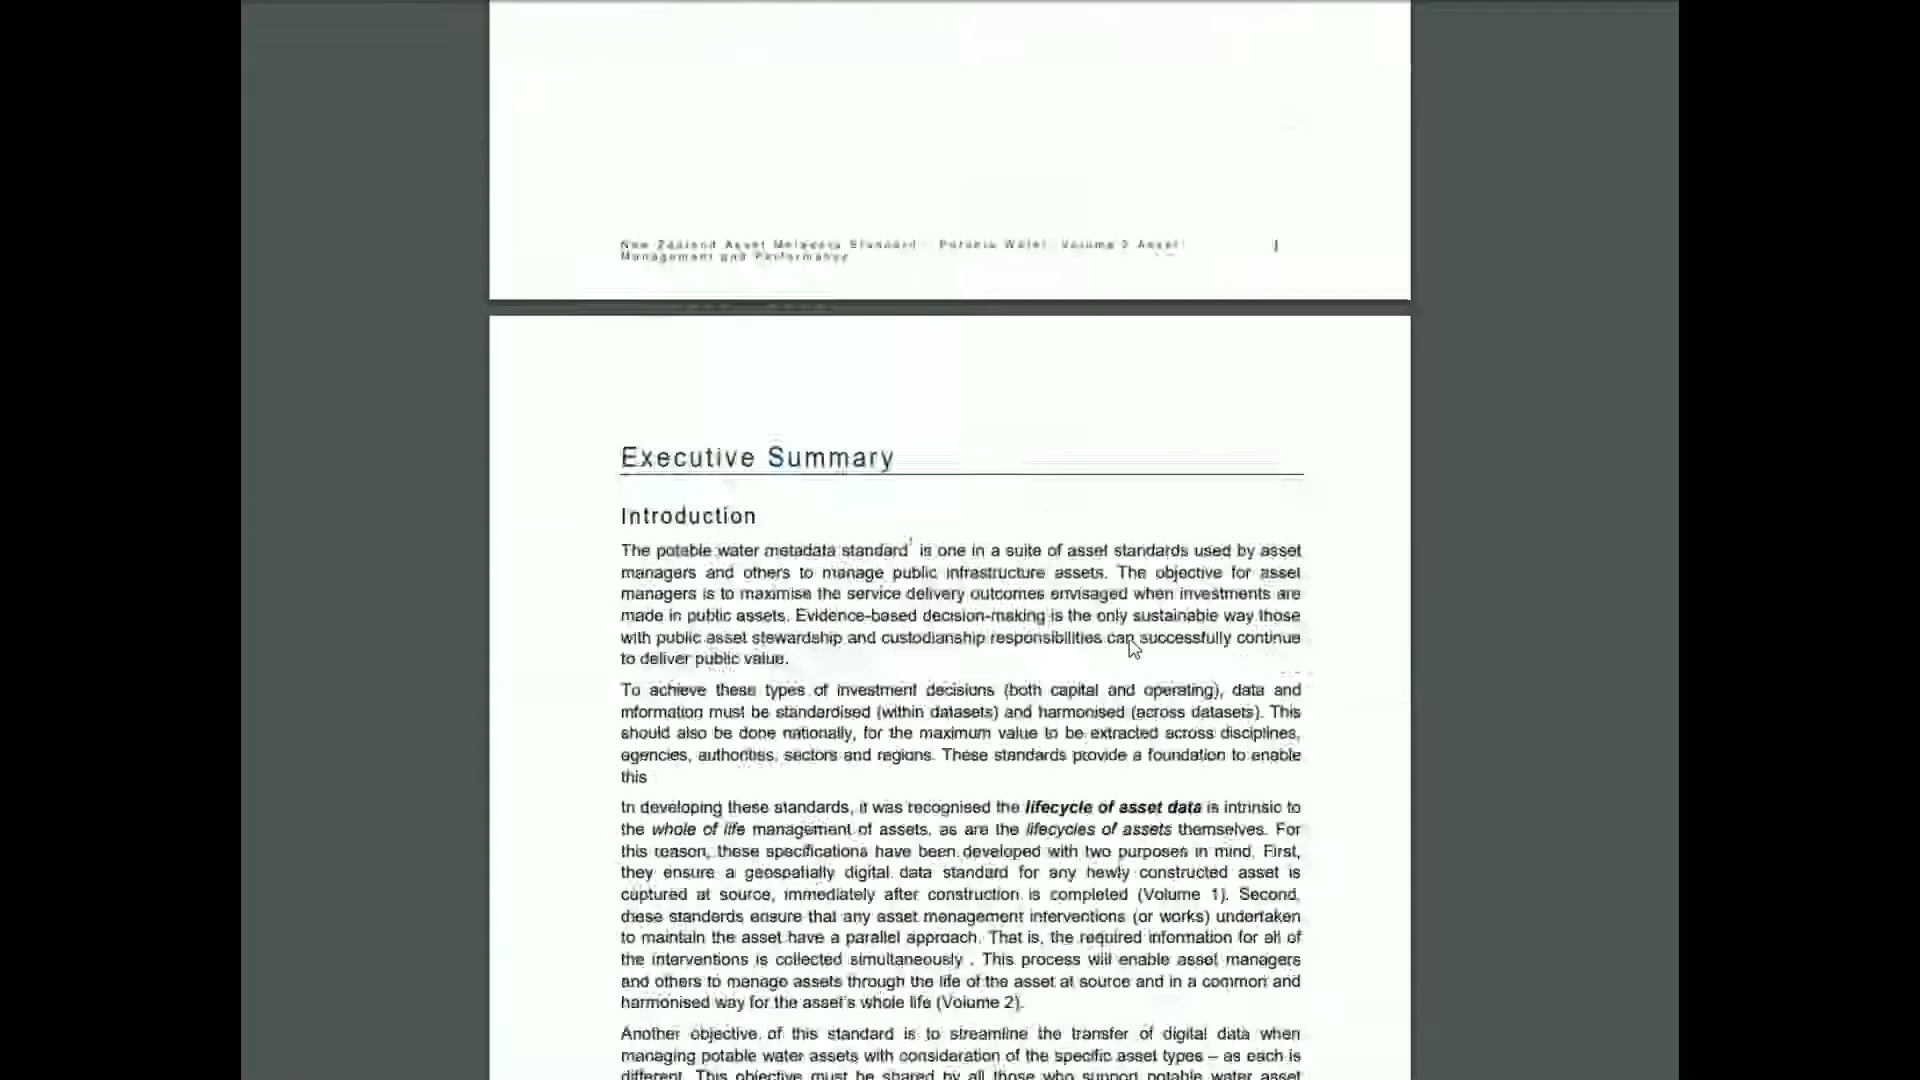 New Zealand Asset Metadata Standard - Potable Water: Volume 2 Asset
Management and Performance
Executive Summary
Introduction
The potable water metadata standard is one in a suite of asset standards used by asset
managers and others to manage public infrastructure assets. The objective for asset
managers is to maximise the service delivery outcomes envisaged when investments are
made in public assets. Evidence-based decision-making is the only sustainable way those
with public asset stewardship and custodianship responsibilities can successfully continue
to deliver public value.
To achieve these types of investment decisions (both capital and operating), data and
information must be standardised (within datasets) and harmonised (across datasets). This
should also be done nationally, for the maximum value to be extracted across disciplines,
agencies, authorities, sectors and regions. These standards provide a foundation to enable
this
In developing these standards, it was recognised the lifecycle of asset data is intrinsic to
the whole of life management of assets, as are the lifecycles of assets themselves. For
this reason, these specifications have been developed with two purposes in mind. First,
they ensure a geospatially digital data standard for any newly constructed asset is
captured at source, immediately after construction is completed (Volume 1). Second,
these standards ensure that any asset management interventions (or works) undertaken
to maintain the asset have a parallel approach. That is, the required information for all of
the interventions is collected simultaneously . This process will enable asset managers
and others to manage assets through the life of the asset at source and in a common and
harmonised way for the asset's whole life (Volume 2).
Another objective of this standard is to streamline the transfer of digital data when
managing potable water assets with consideration of the specific asset types – as each is
different. This objective must be shared by all those who support potable water asset